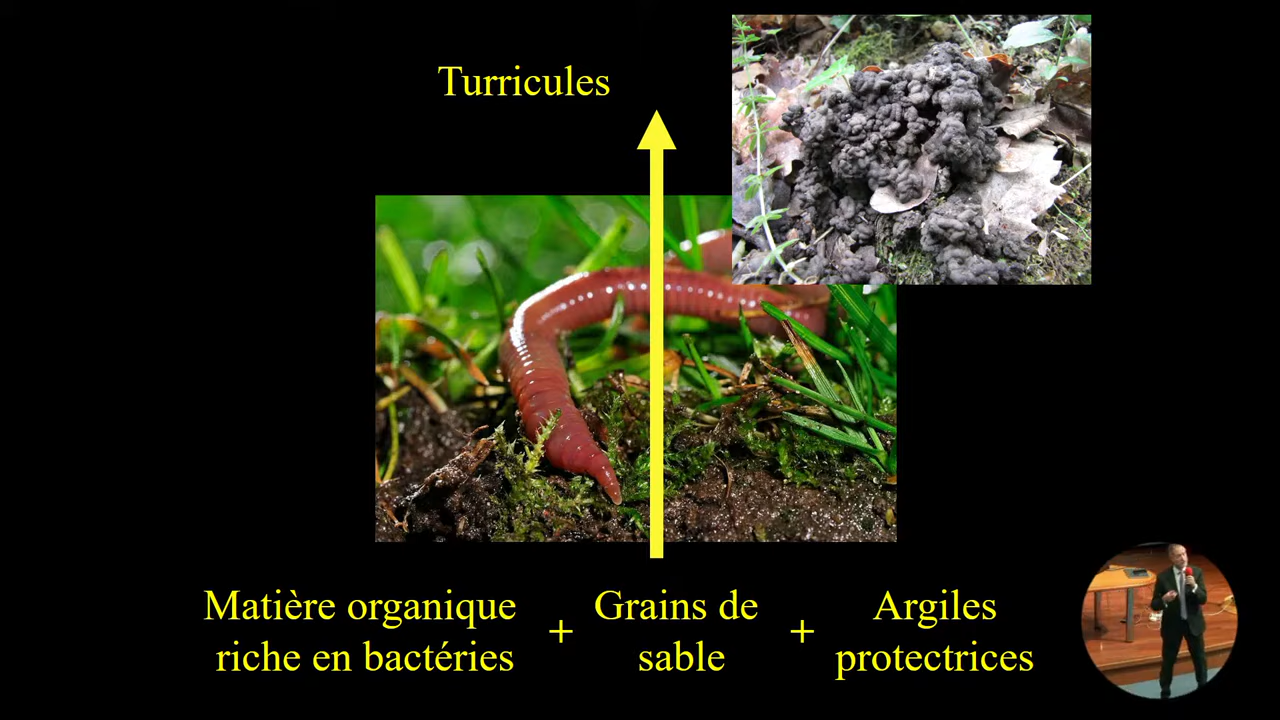 Turricules
Matière organique
riche en bactéries
+
Grains de
sable
+
Argiles
protectrices